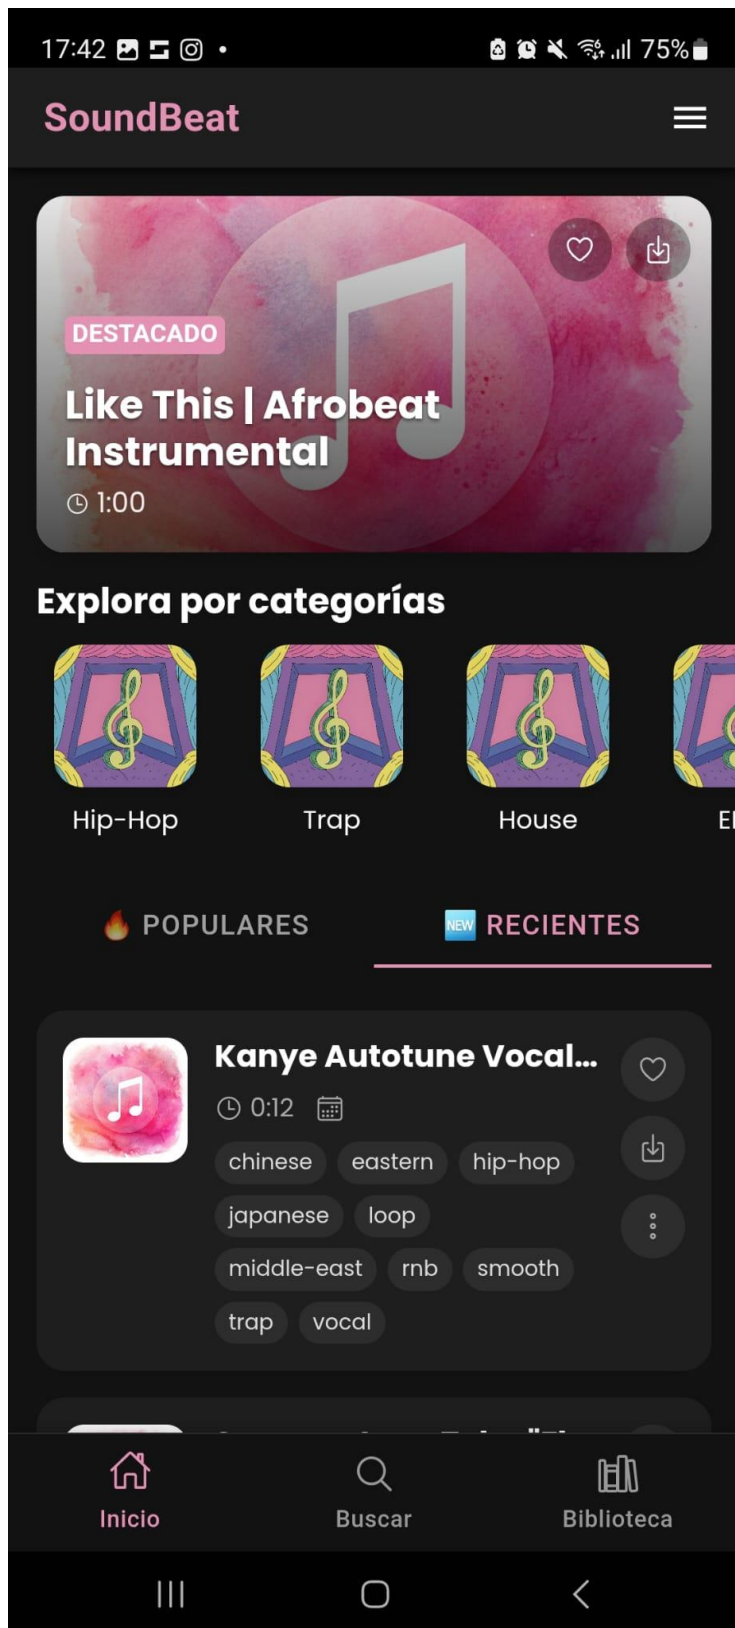 17:42 75%
SoundBeat
DESTACADO
Like This | Afrobeat
Instrumental
1:00
Explora por categorías
Hip-Hop Trap House
🔥 POPULARES 🆕 RECIENTES
Kanye Autotune Vocal...
0:12
chinese eastern hip-hop
japanese loop
middle-east rnb smooth
trap vocal
Inicio Buscar Biblioteca